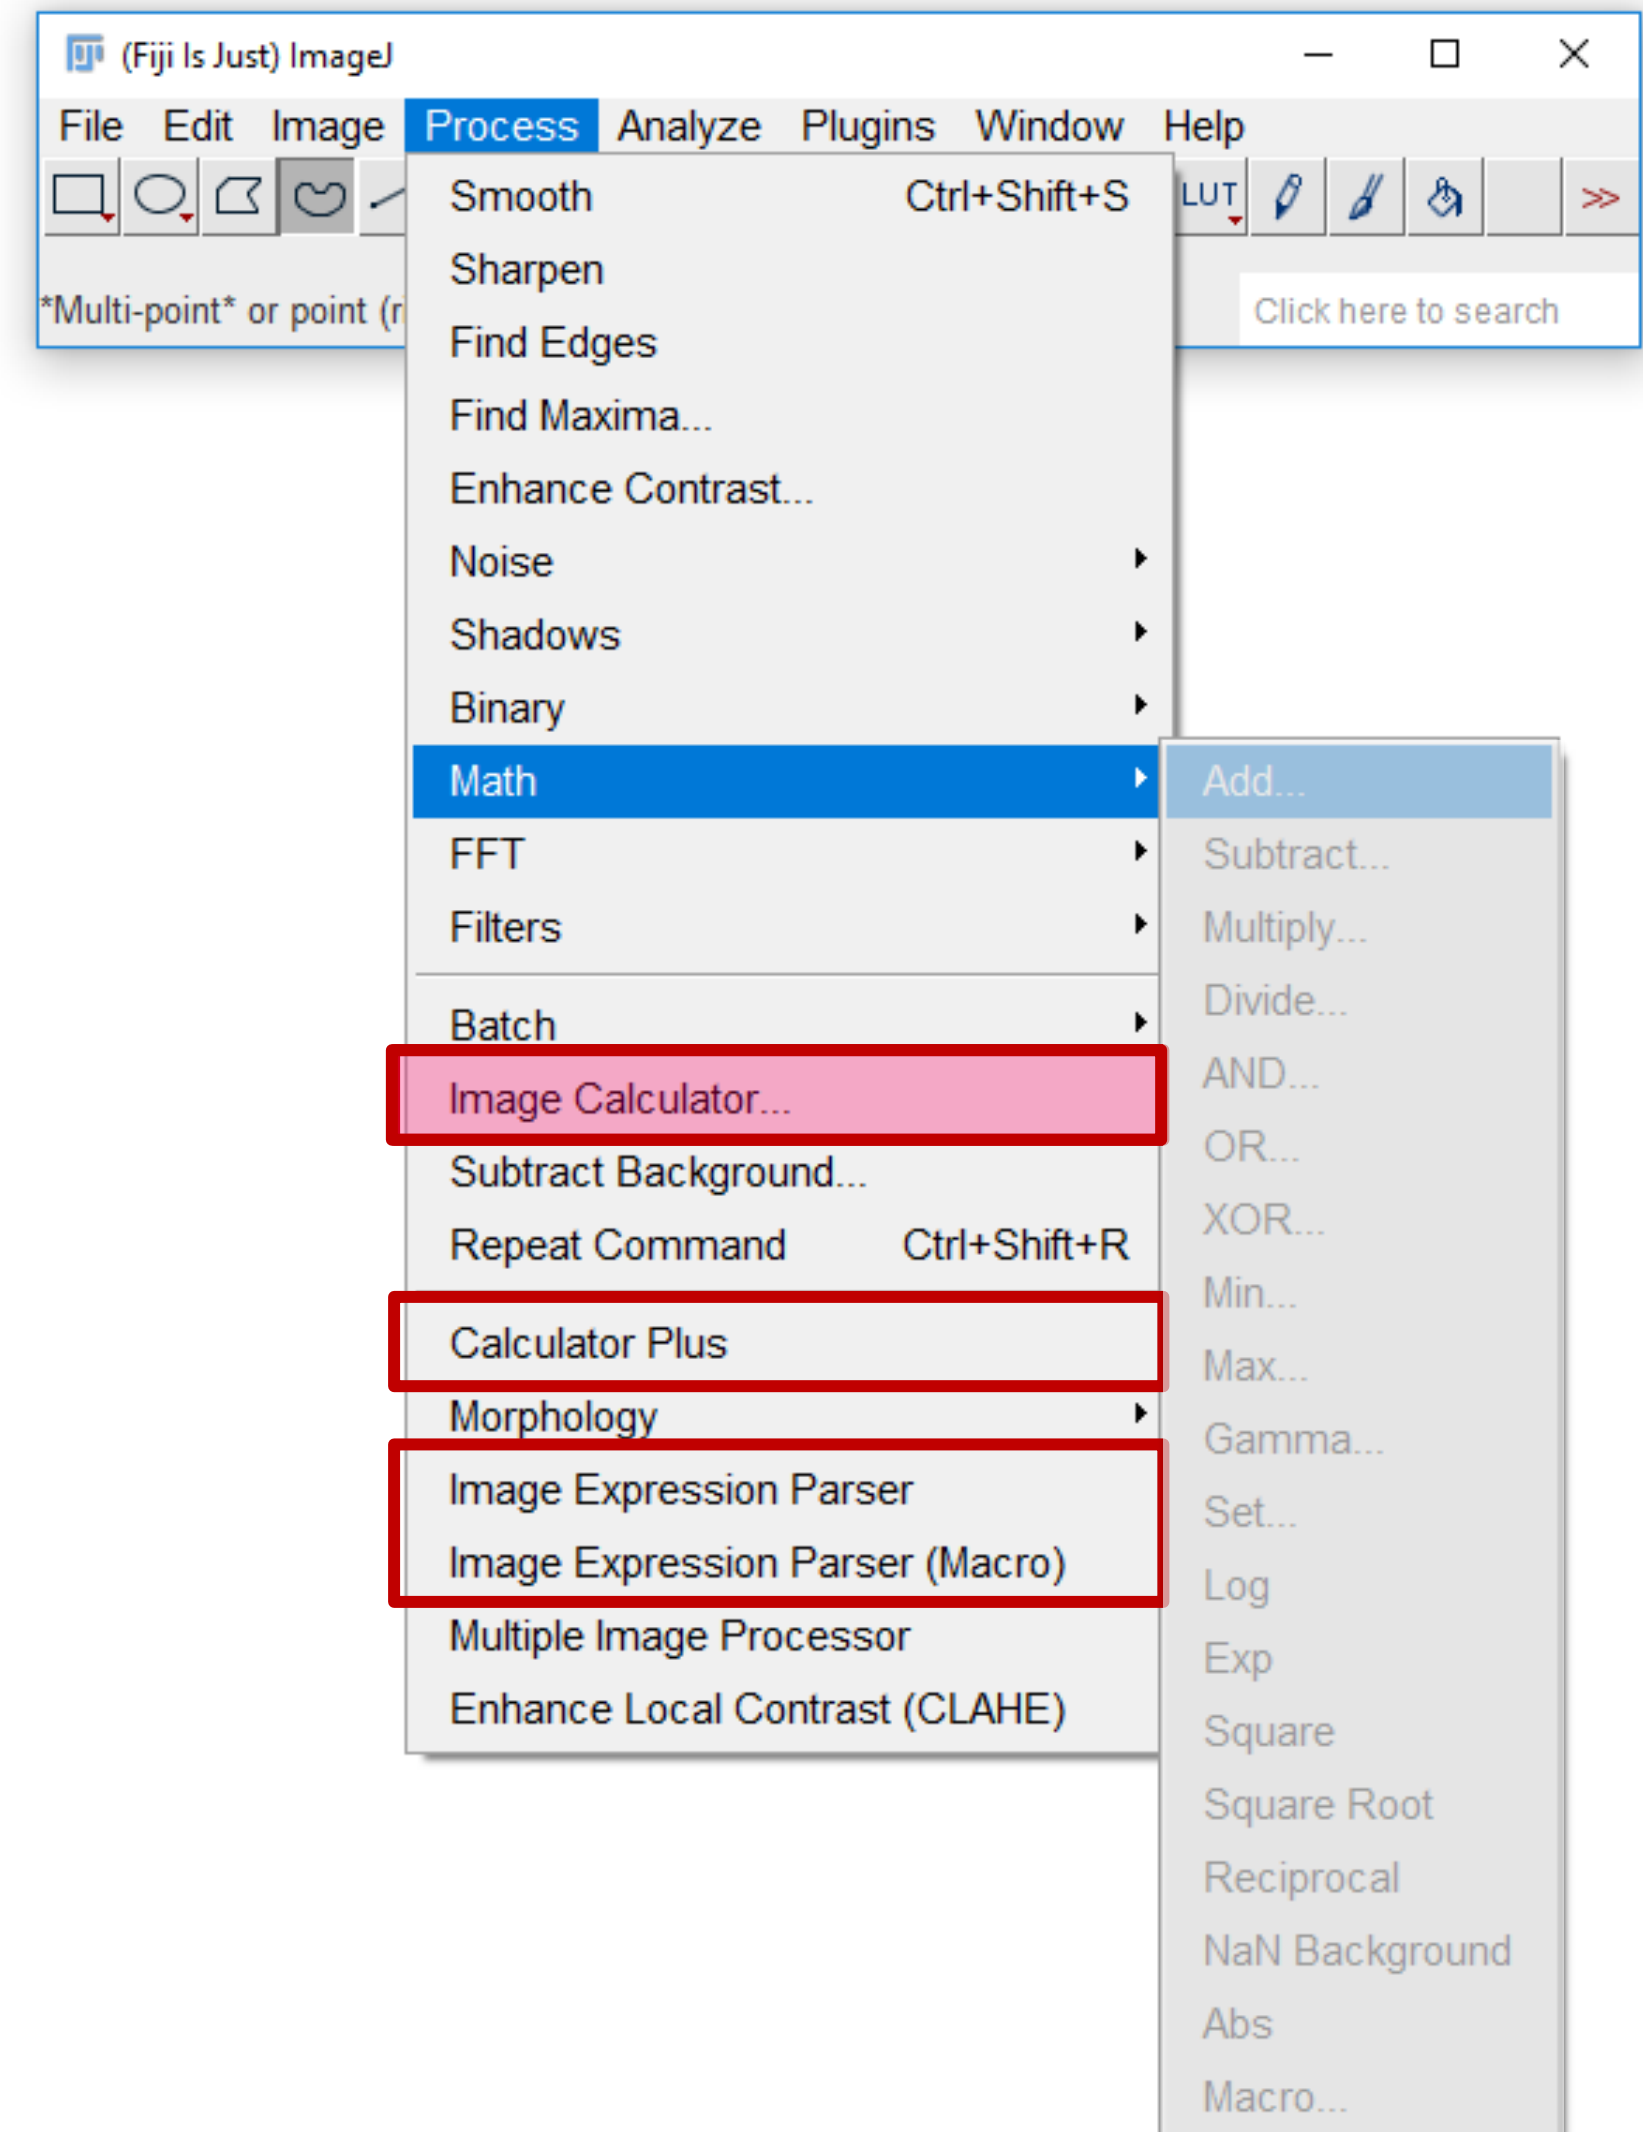 (Fiji Is Just) ImageJ
File Edit Image Process Analyze Plugins Window Help
LUT
>>
*Multi-point* or point (r
Click here to search
Smooth Ctrl+Shift+S
Sharpen
Find Edges
Find Maxima...
Enhance Contrast...
Noise
Shadows
Binary
Math
FFT
Filters
Batch
Image Calculator...
Subtract Background...
Repeat Command Ctrl+Shift+R
Calculator Plus
Morphology
Image Expression Parser
Image Expression Parser (Macro)
Multiple Image Processor
Enhance Local Contrast (CLAHE)
Add...
Subtract...
Multiply...
Divide...
AND...
OR...
XOR...
Min...
Max...
Gamma...
Set...
Log
Exp
Square
Square Root
Reciprocal
NaN Background
Abs
Macro...